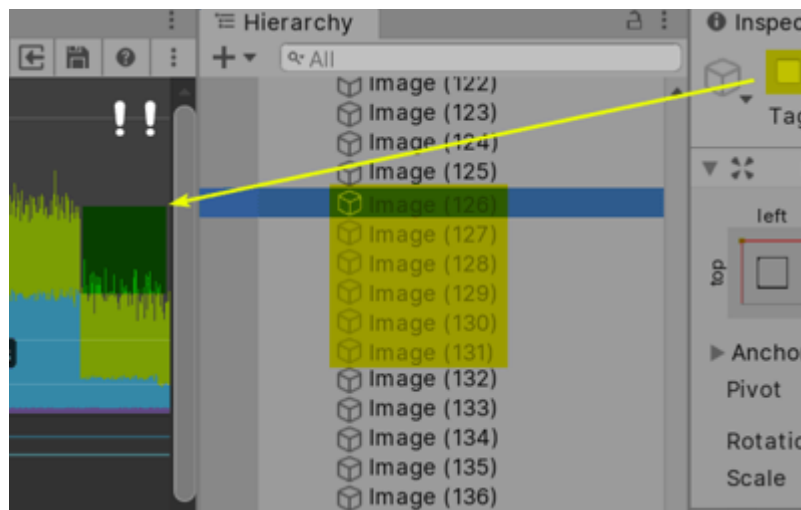 Hierarchy
Inspec
All
! !
Tag
Image (122)
Image (123)
Image (124)
Image (125)
Image (126)
Image (127)
Image (128)
Image (129)
Image (130)
Image (131)
Image (132)
Image (133)
Image (134)
Image (135)
Image (136)
left
top
Ancho
Pivot
Rotatio
Scale